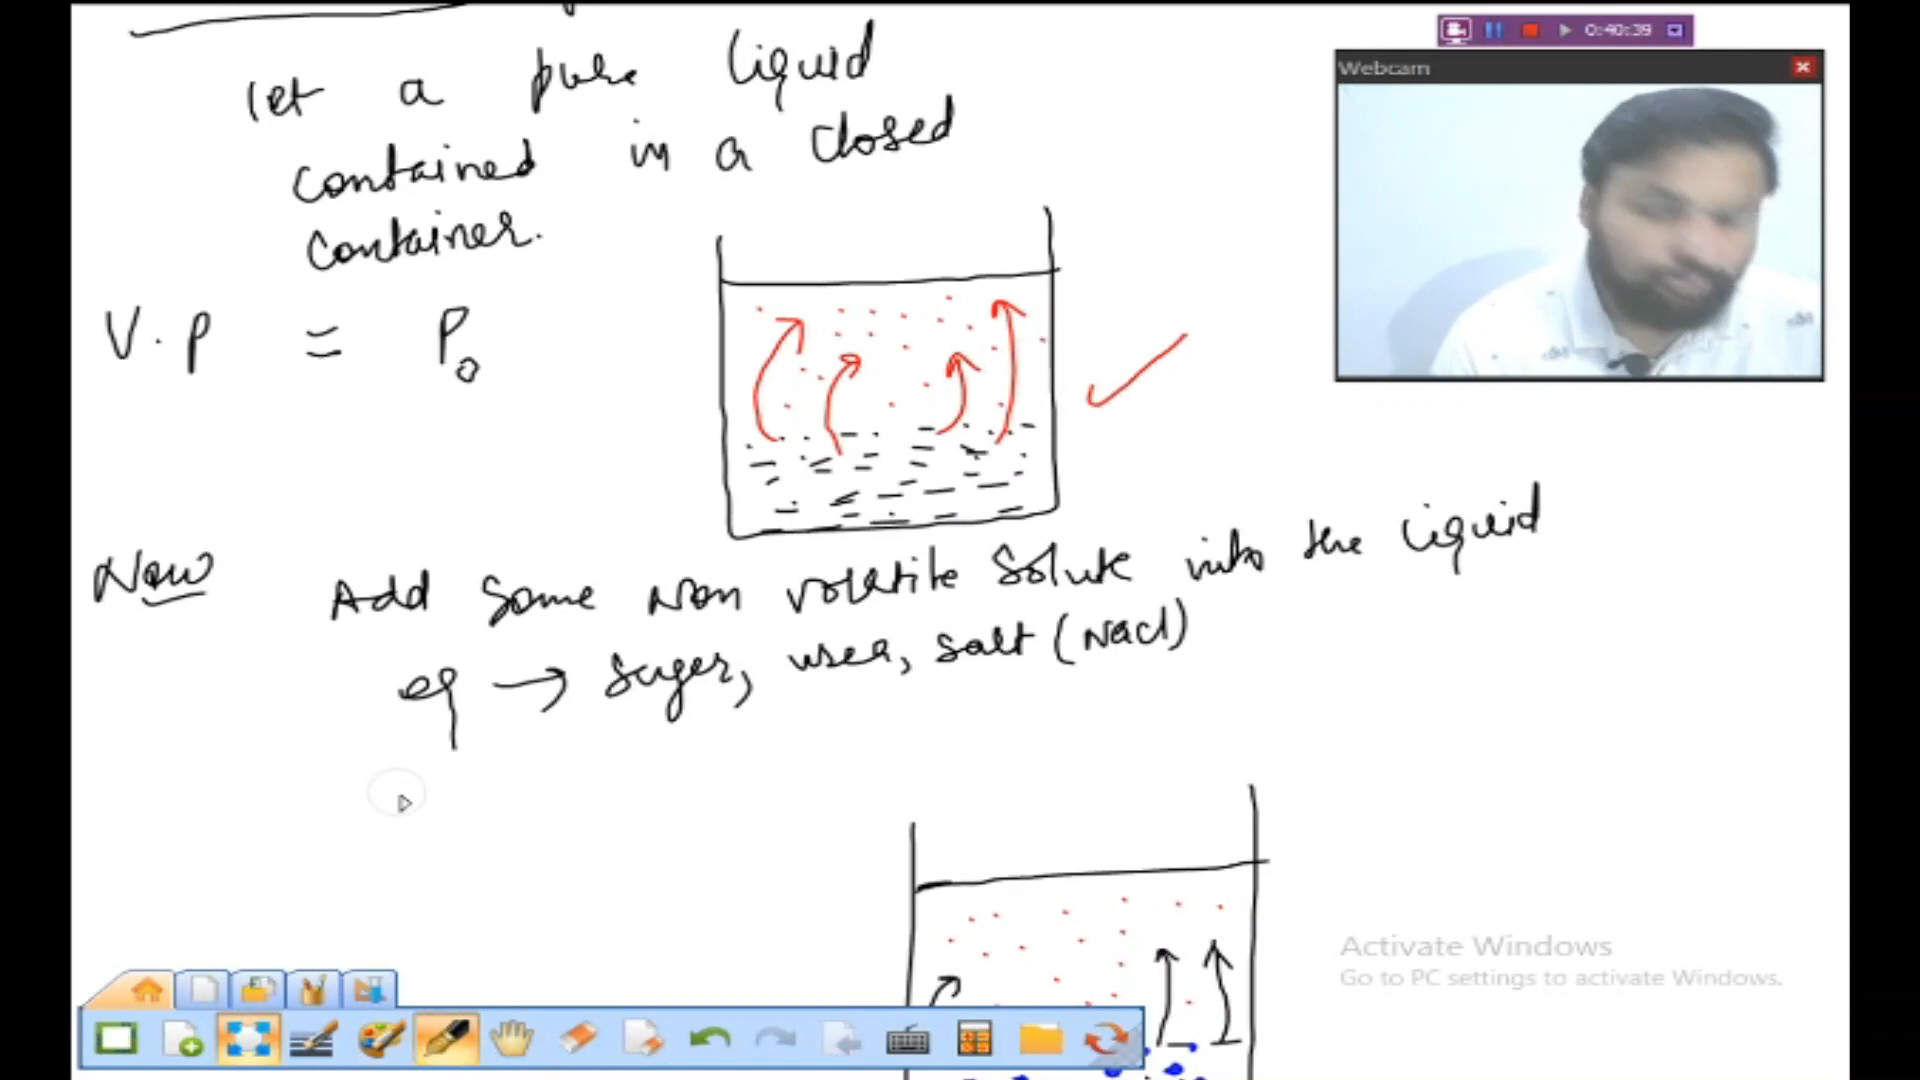 0:40:39
Webcam
let a pure liquid
contained in a closed
container.
V.P = P0
Now Add some non volatile solute into the liquid
eg → suger, urea, salt (NaCl)
Activate Windows
Go to PC settings to activate Windows.